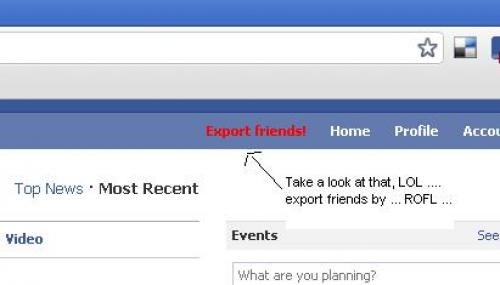 Export friends! Home Profile Accou
Take a look at that, LOL ....
export friends by ... ROFL ...
Top News · Most Recent
Video
Events See
What are you planning?